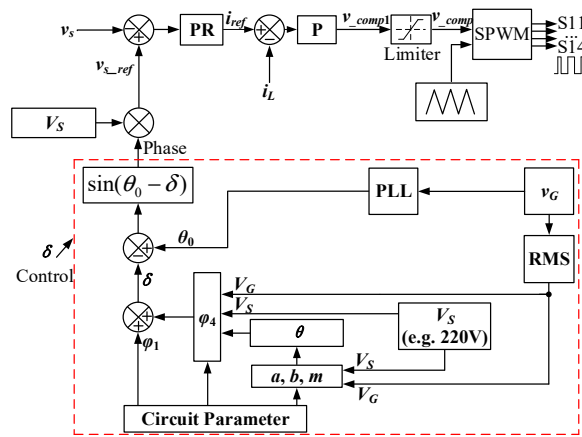 v_s
PR
i_ref
P
v_comp1
v_comp
SPWM
S11
...
S14
Limiter
v_s_ref
i_L
V_S
Phase
sin(θ_0 - δ)
PLL
v_G
θ_0
RMS
δ
Control
δ
V_G
V_S
φ_4
V_S
(e.g. 220V)
θ
φ_1
V_S
a, b, m
V_G
Circuit Parameter